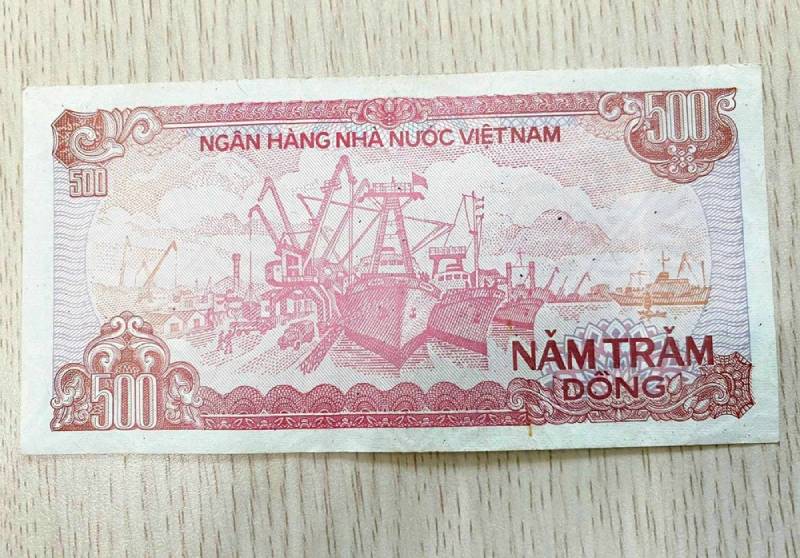 500
NGÂN HÀNG NHÀ NƯỚC VIỆT NAM
500
500
NĂM TRĂM
ĐỒNG